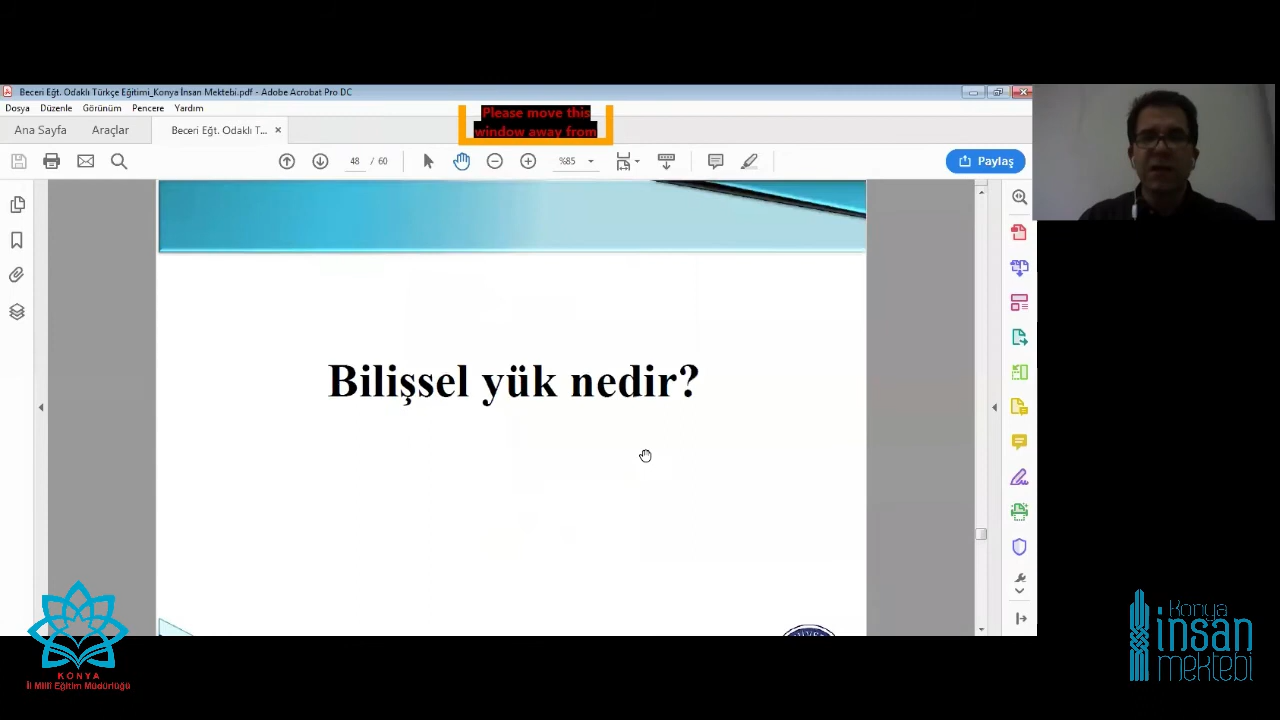 Beceri Eğt. Odaklı Türkçe Eğitimi_Konya İnsan Mektebi.pdf - Adobe Acrobat Pro DC
Dosya Düzenle Görünüm Pencere Yardım
Please move this
window away from
Ana Sayfa Araçlar Beceri Eğt. Odaklı T... ×
48 / 60 %85 Paylaş
Bilişsel yük nedir?
KONYA
İl Millî Eğitim Müdürlüğü
Konya
insan
mektebi